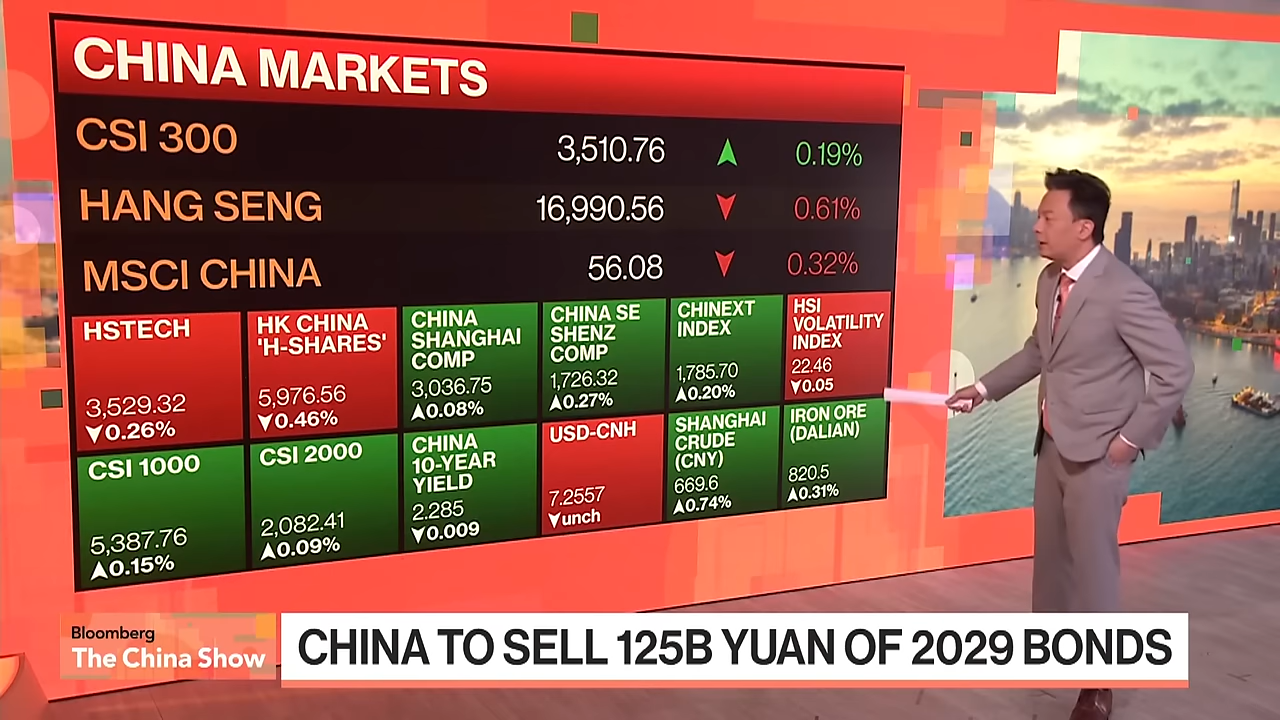 CHINA MARKETS
CSI 300 3,510.76 ▲ 0.19%
HANG SENG 16,990.56 ▼ 0.61%
MSCI CHINA 56.08 ▼ 0.32%
HSTECH
3,529.32
▼0.26%
HK CHINA
'H-SHARES'
5,976.56
▼0.46%
CHINA
SHANGHAI
COMP
3,036.75
▲0.08%
CHINA SE
SHENZ
COMP
1,726.32
▲0.27%
CHINEXT
INDEX
1,785.70
▲0.20%
HSI
VOLATILITY
INDEX
22.46
▼0.05
CSI 1000
5,387.76
▲0.15%
CSI 2000
2,082.41
▲0.09%
CHINA
10-YEAR
YIELD
2.285
▼0.009
USD-CNH
7.2557
▼unch
SHANGHAI
CRUDE
(CNY)
669.6
▲0.74%
IRON ORE
(DALIAN)
820.5
▲0.31%
Bloomberg
The China Show
CHINA TO SELL 125B YUAN OF 2029 BONDS